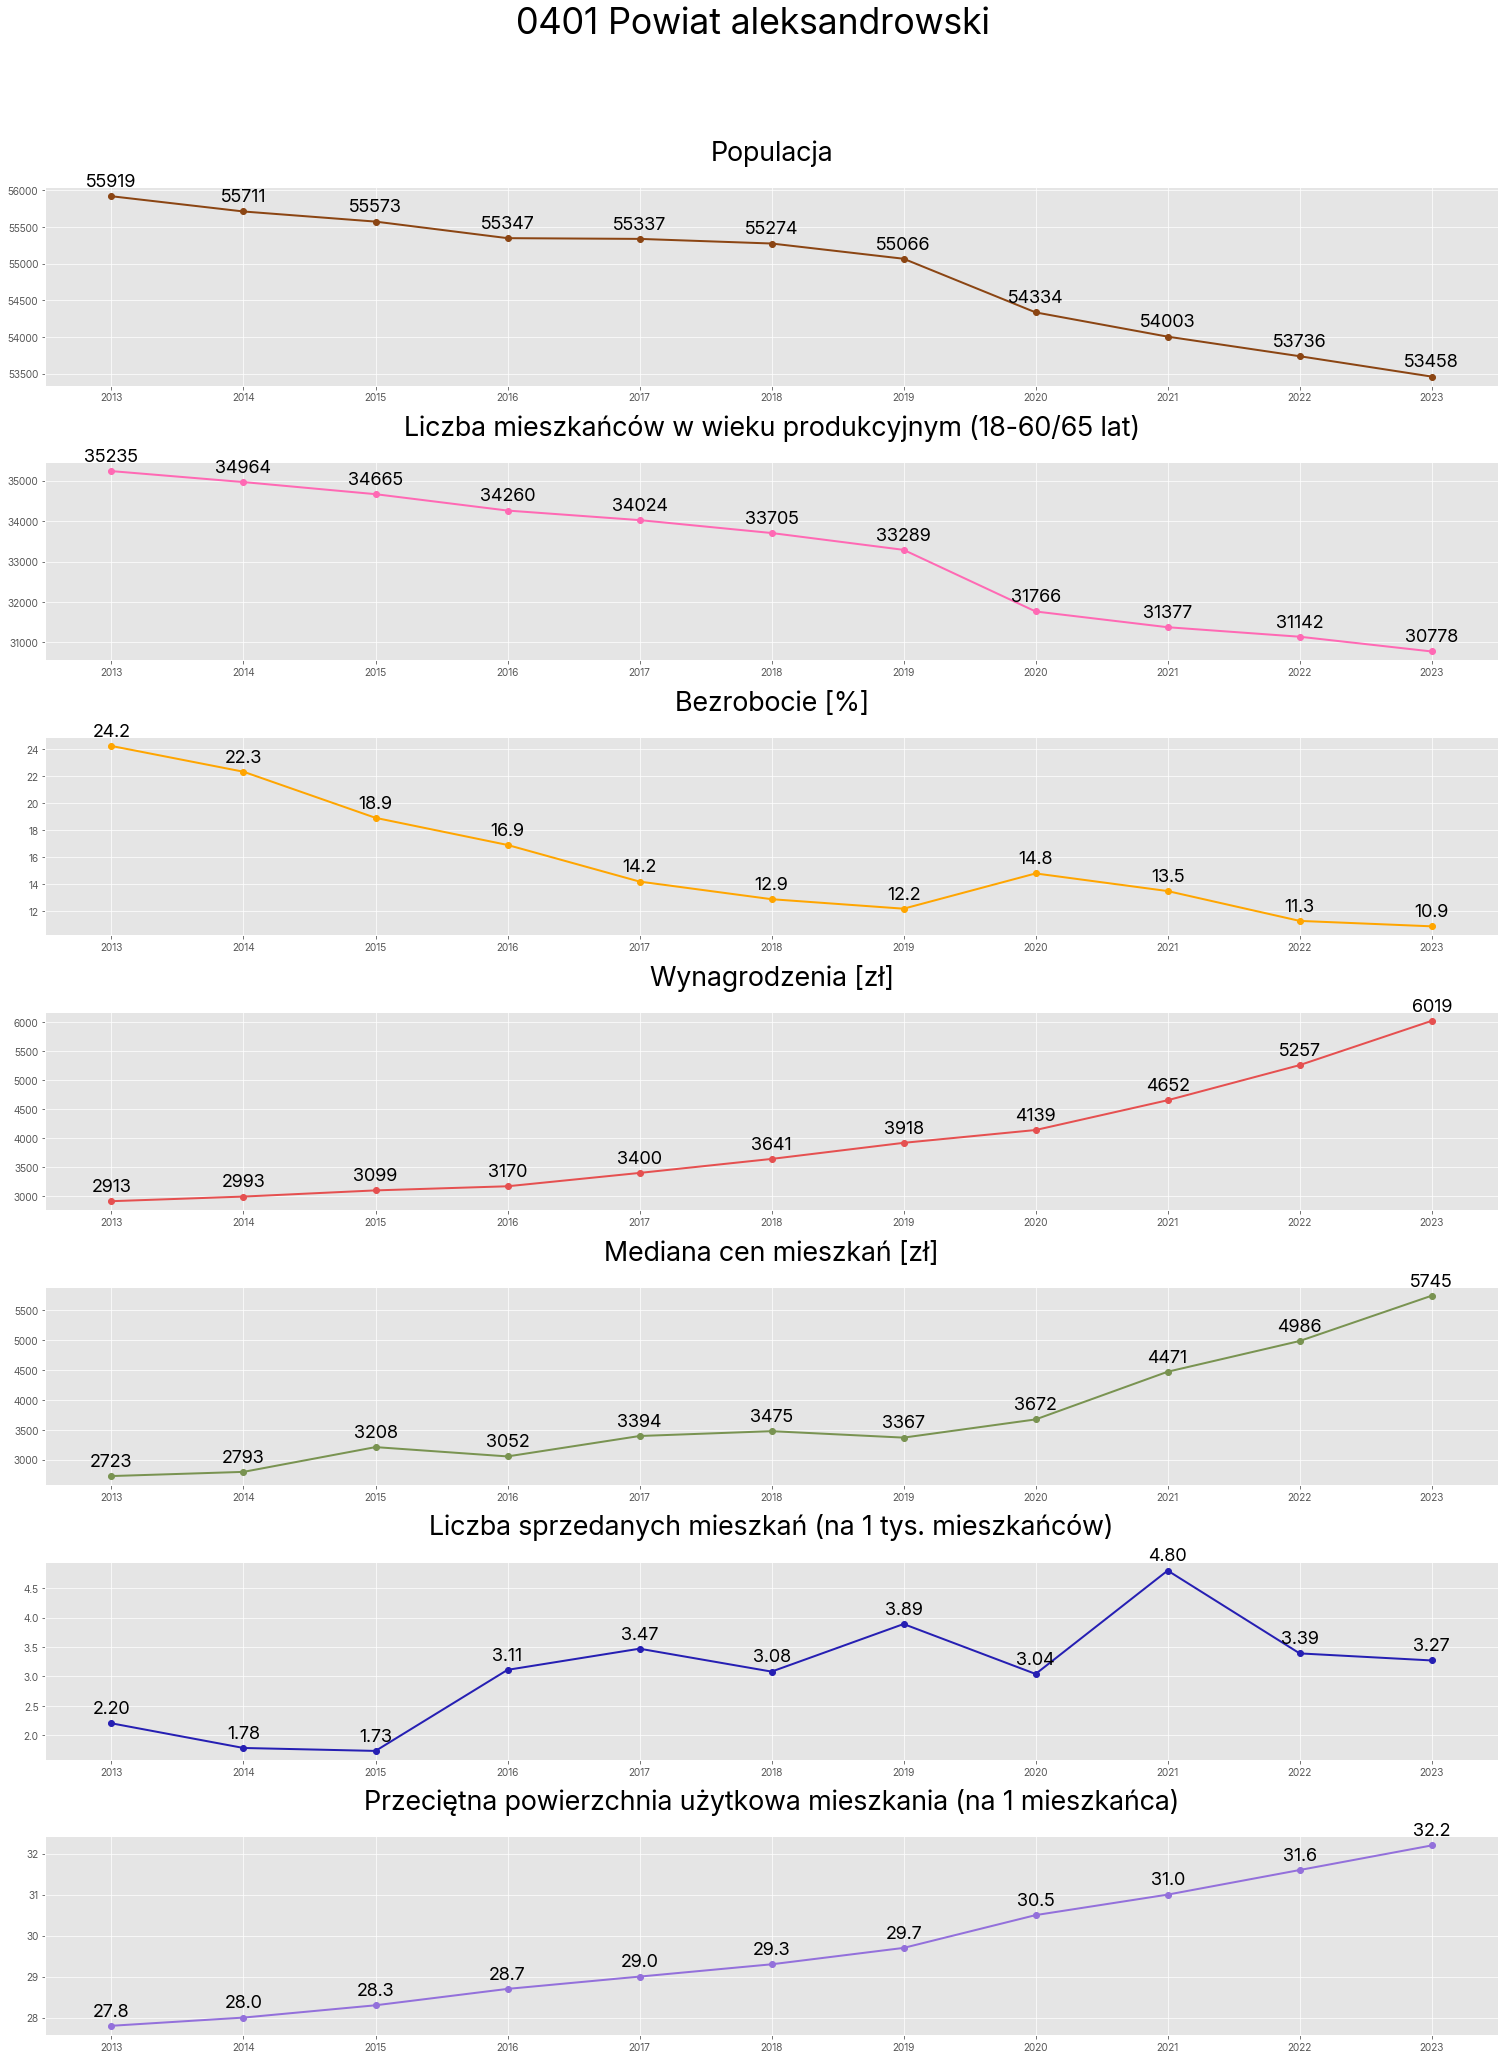 0401 Powiat aleksandrowski
Populacja
55919 55711 55573 55347 55337 55274 55066 54334 54003 53736 53458
56000
55500
55000
54500
54000
53500
2013 2014 2015 2016 2017 2018 2019 2020 2021 2022 2023
Liczba mieszkańców w wieku produkcyjnym (18-60/65 lat)
35235 34964 34665 34260 34024 33705 33289 31766 31377 31142 30778
35000
34000
33000
32000
31000
2013 2014 2015 2016 2017 2018 2019 2020 2021 2022 2023
Bezrobocie [%]
24.2 22.3 18.9 16.9 14.2 12.9 12.2 14.8 13.5 11.3 10.9
24
22
20
18
16
14
12
2013 2014 2015 2016 2017 2018 2019 2020 2021 2022 2023
Wynagrodzenia [zł]
2913 2993 3099 3170 3400 3641 3918 4139 4652 5257 6019
6000
5500
5000
4500
4000
3500
3000
2013 2014 2015 2016 2017 2018 2019 2020 2021 2022 2023
Mediana cen mieszkań [zł]
2723 2793 3208 3052 3394 3475 3367 3672 4471 4986 5745
5500
5000
4500
4000
3500
3000
2013 2014 2015 2016 2017 2018 2019 2020 2021 2022 2023
Liczba sprzedanych mieszkań (na 1 tys. mieszkańców)
2.20 1.78 1.73 3.11 3.47 3.08 3.89 3.04 4.80 3.39 3.27
4.5
4.0
3.5
3.0
2.5
2.0
2013 2014 2015 2016 2017 2018 2019 2020 2021 2022 2023
Przeciętna powierzchnia użytkowa mieszkania (na 1 mieszkańca)
27.8 28.0 28.3 28.7 29.0 29.3 29.7 30.5 31.0 31.6 32.2
32
31
30
29
28
2013 2014 2015 2016 2017 2018 2019 2020 2021 2022 2023